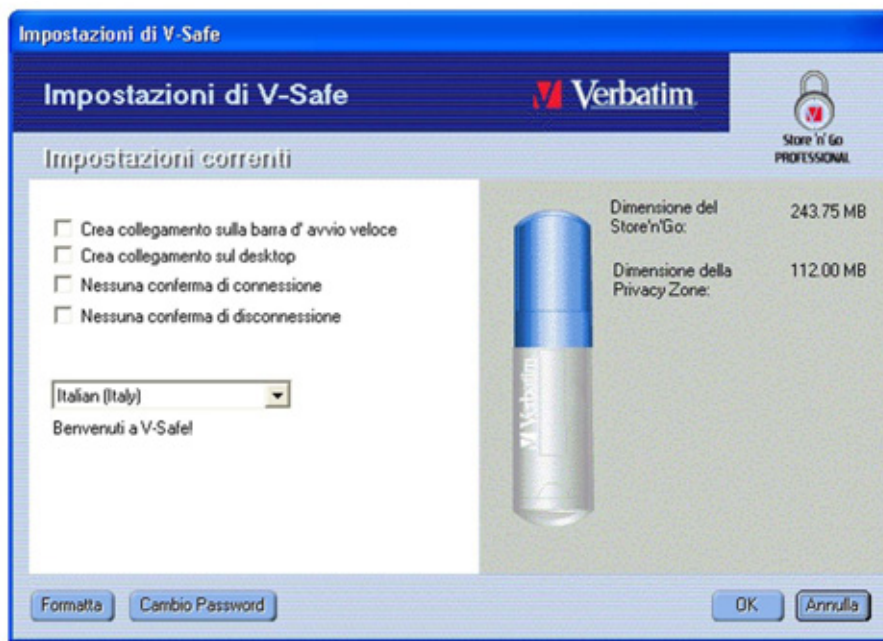 Impostazioni di V-Safe
Impostazioni di V-Safe
Verbatim.
Store 'n' Go
PROFESSIONAL
Impostazioni correnti
Crea collegamento sulla barra d' avvio veloce
Crea collegamento sul desktop
Nessuna conferma di connessione
Nessuna conferma di disconnessione
Italian (Italy)
Benvenuti a V-Safe!
Verbatim
Dimensione del
Store'n'Go:
243.75 MB
Dimensione della
Privacy Zone:
112.00 MB
Formatta
Cambio Password
OK
Annulla